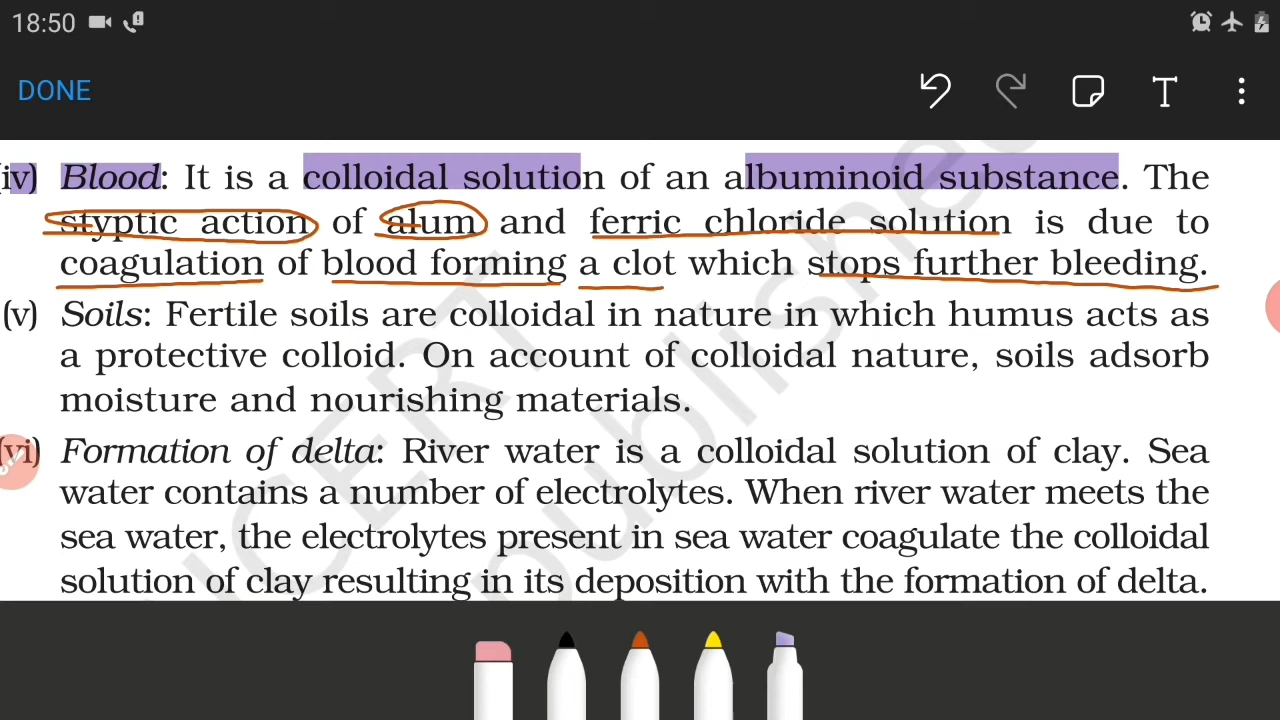 18:50
DONE
T
(iv) Blood: It is a colloidal solution of an albuminoid substance. The
styptic action of alum and ferric chloride solution is due to
coagulation of blood forming a clot which stops further bleeding.
(v) Soils: Fertile soils are colloidal in nature in which humus acts as
a protective colloid. On account of colloidal nature, soils adsorb
moisture and nourishing materials.
(vi) Formation of delta: River water is a colloidal solution of clay. Sea
water contains a number of electrolytes. When river water meets the
sea water, the electrolytes present in sea water coagulate the colloidal
solution of clay resulting in its deposition with the formation of delta.